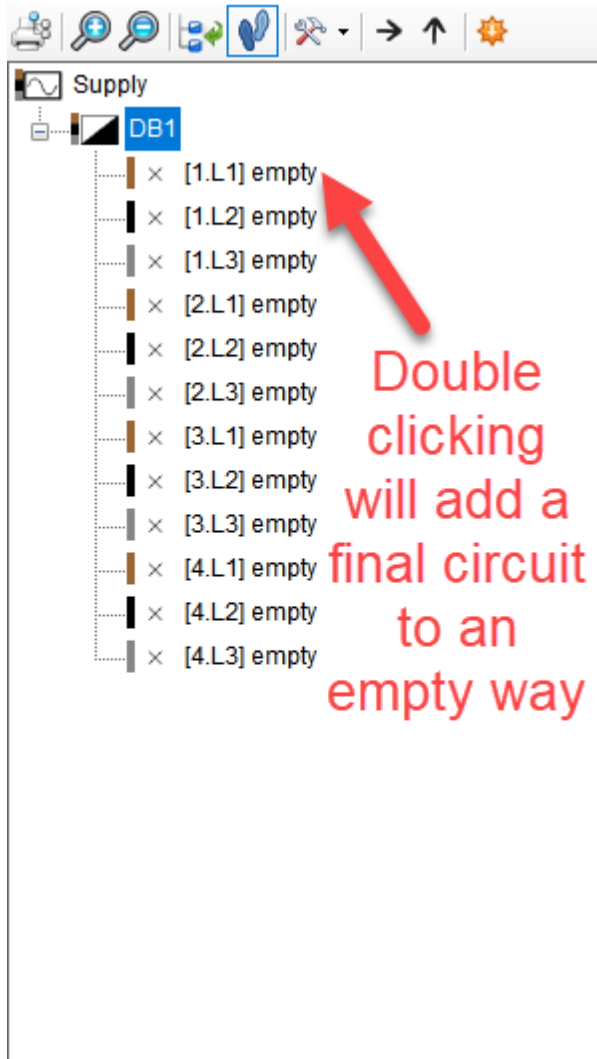 Supply
DB1
[1.L1] empty
[1.L2] empty
[1.L3] empty
[2.L1] empty
[2.L2] empty
[2.L3] empty
[3.L1] empty
[3.L2] empty
[3.L3] empty
[4.L1] empty
[4.L2] empty
[4.L3] empty
Double
clicking
will add a
final circuit
to an
empty way